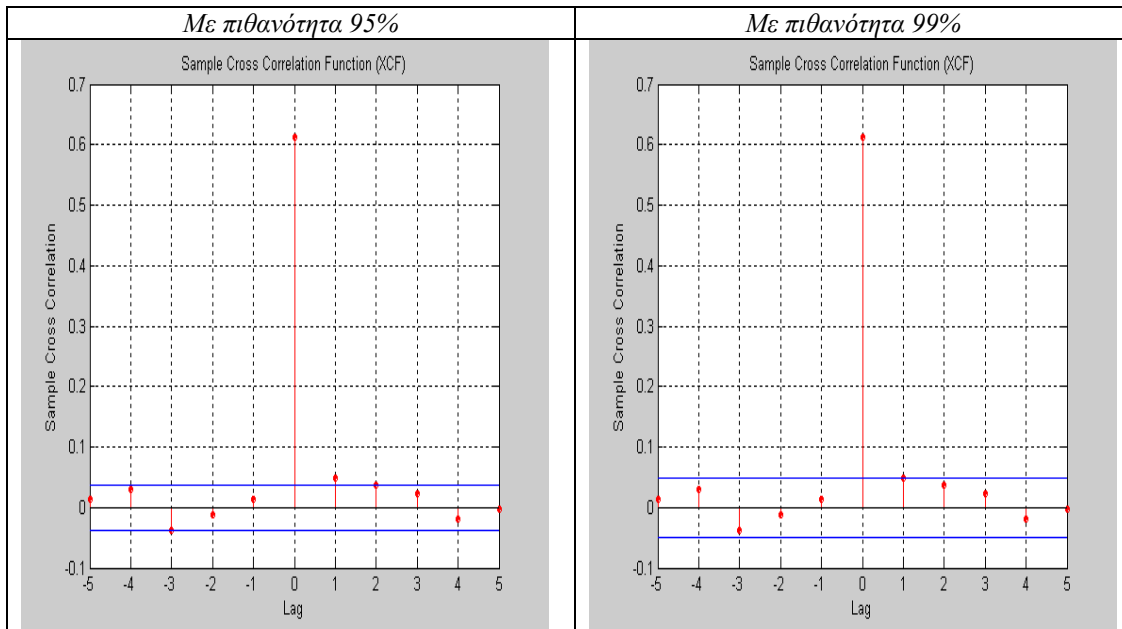 Με πιθανότητα 95%
Με πιθανότητα 99%
Sample Cross Correlation Function (XCF)
0.7
0.6
0.5
0.4
0.3
0.2
0.1
0
-0.1
Sample Cross Correlation
-5 -4 -3 -2 -1 0 1 2 3 4 5
Lag
Sample Cross Correlation Function (XCF)
0.7
0.6
0.5
0.4
0.3
0.2
0.1
0
-0.1
Sample Cross Correlation
-5 -4 -3 -2 -1 0 1 2 3 4 5
Lag